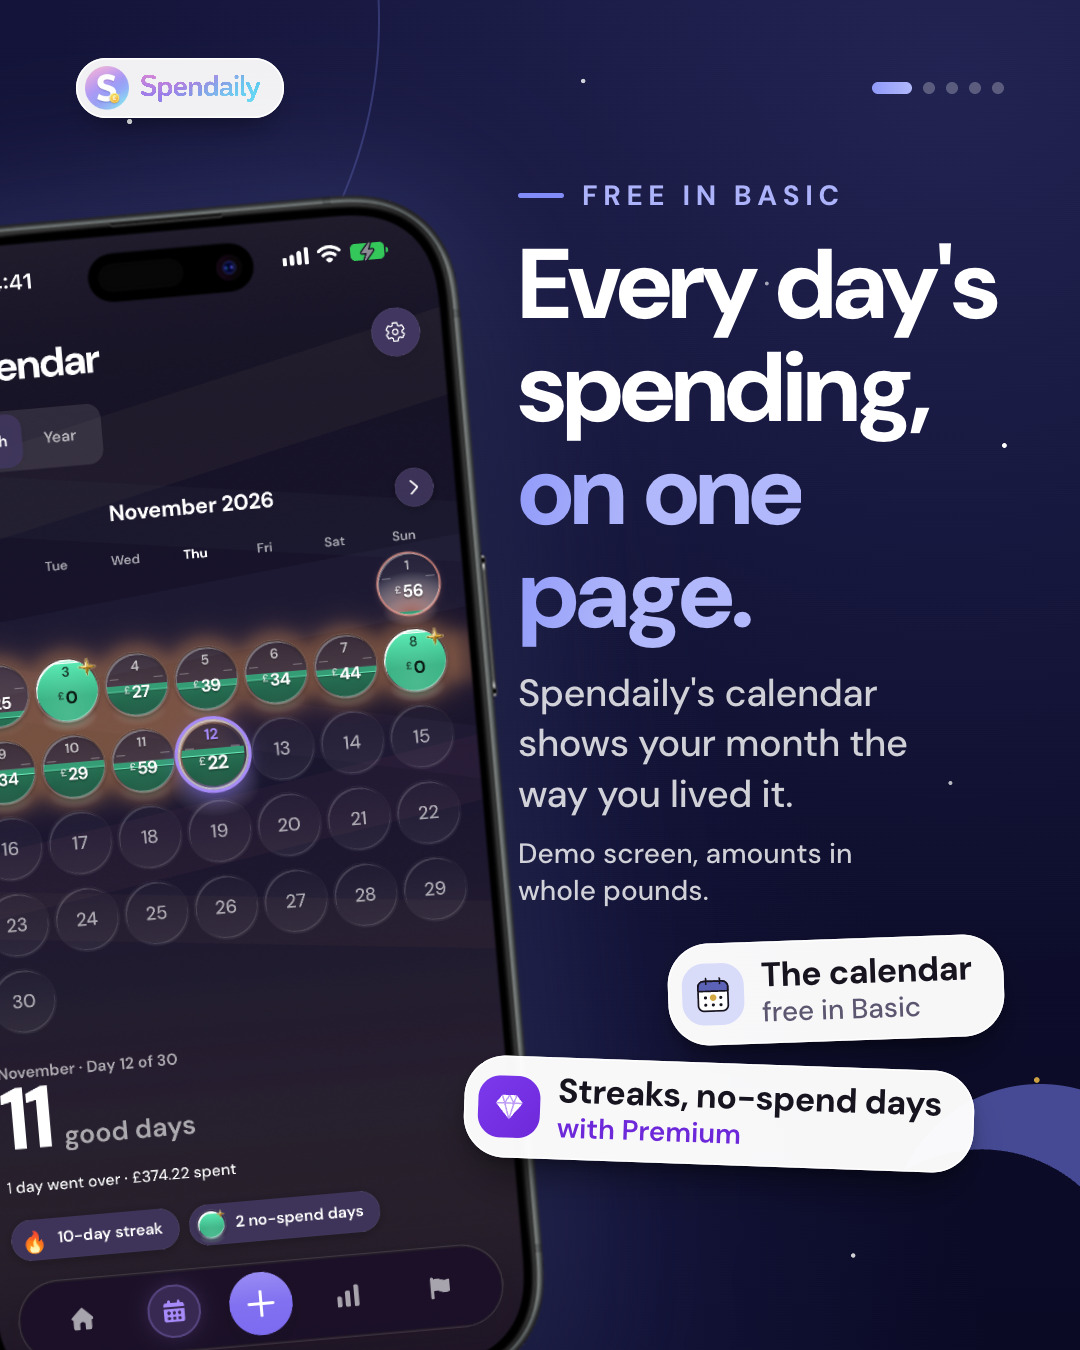 Spendaily
FREE IN BASIC
Every day's
spending,
on one
page.
Spendaily's calendar
shows your month the
way you lived it.
Demo screen, amounts in
whole pounds.
The calendar
free in Basic
Streaks, no-spend days
with Premium
:41
endar
h Year
November 2026
Tue Wed Thu Fri Sat Sun
1
£56
3 4 5 6 7 8
5 £0 £27 £39 £34 £44 £0
9 10 11 12 13 14 15
34 £29 £59 £22
16 17 18 19 20 21 22
23 24 25 26 27 28 29
30
November · Day 12 of 30
11 good days
1 day went over · £374.22 spent
10-day streak
2 no-spend days